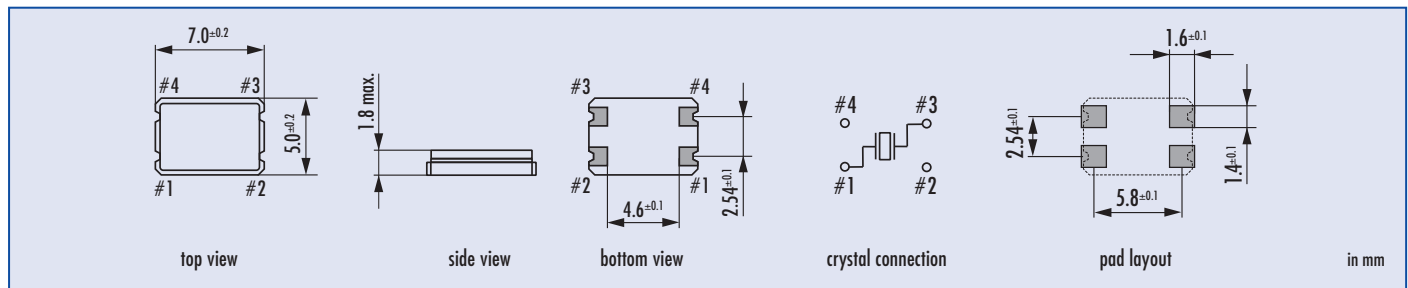 7.0±0.2
#4 #3
5.0±0.2
#1 #2
top view
1.8 max.
side view
#3 #4
#2 #1
4.6±0.1
2.54±0.1
bottom view
#4 #3
#1 #2
crystal connection
1.6±0.1
2.54±0.1
1.4±0.1
5.8±0.1
pad layout
in mm